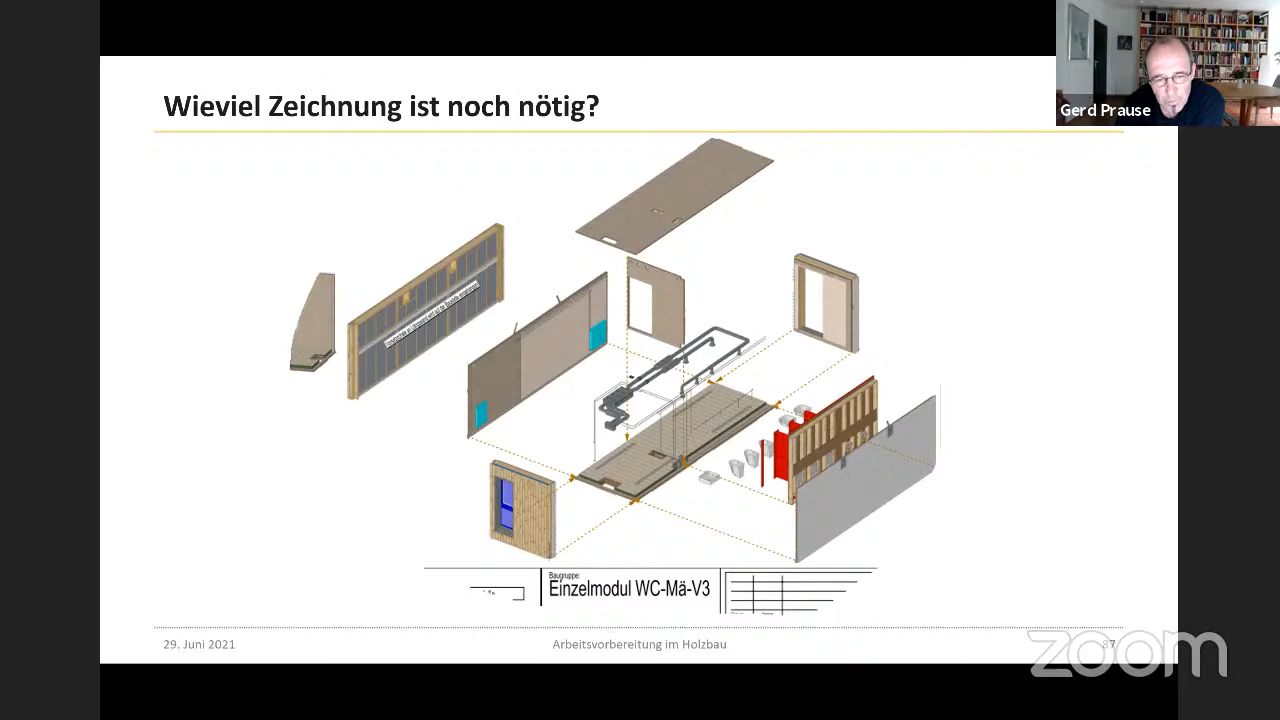 Wieviel Zeichnung ist noch nötig?
Gerd Prause
Baugruppe:
Einzelmodul WC-Mä-V3
29. Juni 2021
Arbeitsvorbereitung im Holzbau
37
zoom